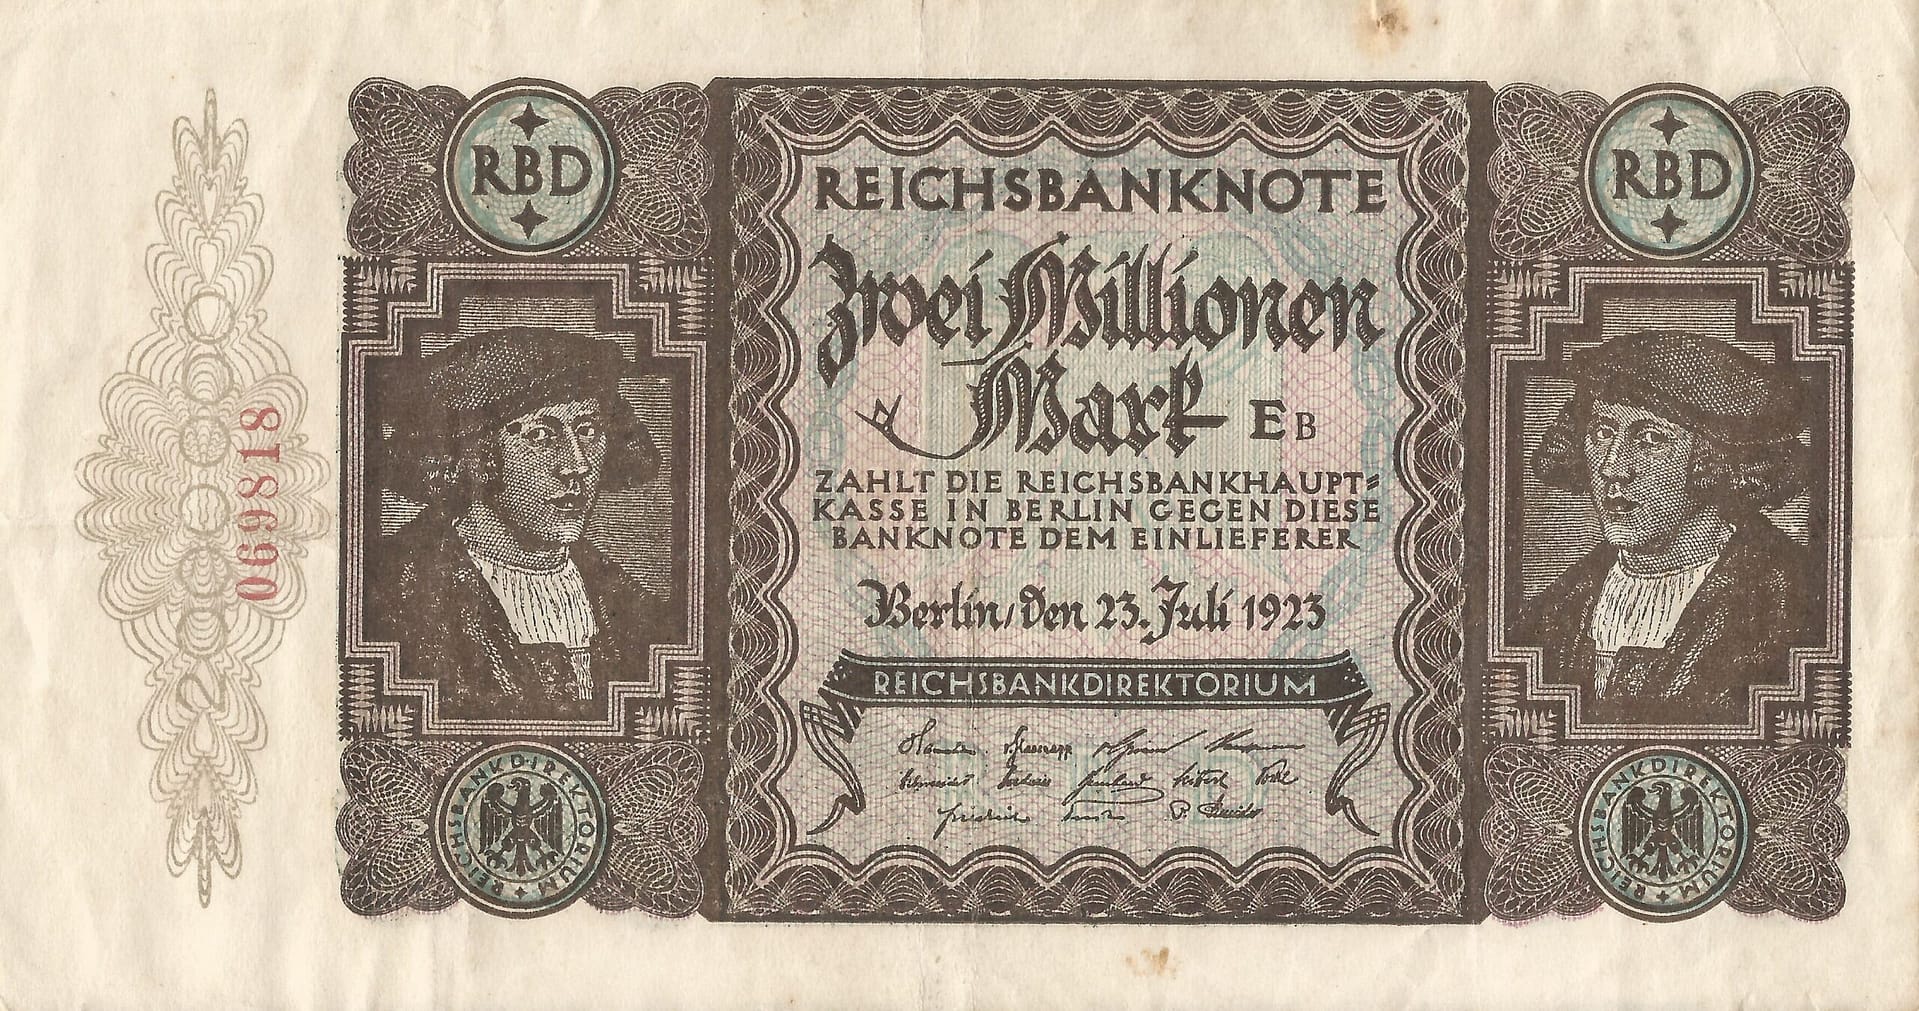 RBD
RBD
REICHSBANKNOTE
Zwei Millionen
Mark EB
ZAHLT DIE REICHSBANKHAUPT=
KASSE IN BERLIN GEGEN DIESE
BANKNOTE DEM EINLIEFERER
Berlin, den 23. Juli 1923
REICHSBANKDIREKTORIUM
069818
2000000
REICHSBANKDIREKTORIUM
REICHSBANKDIREKTORIUM